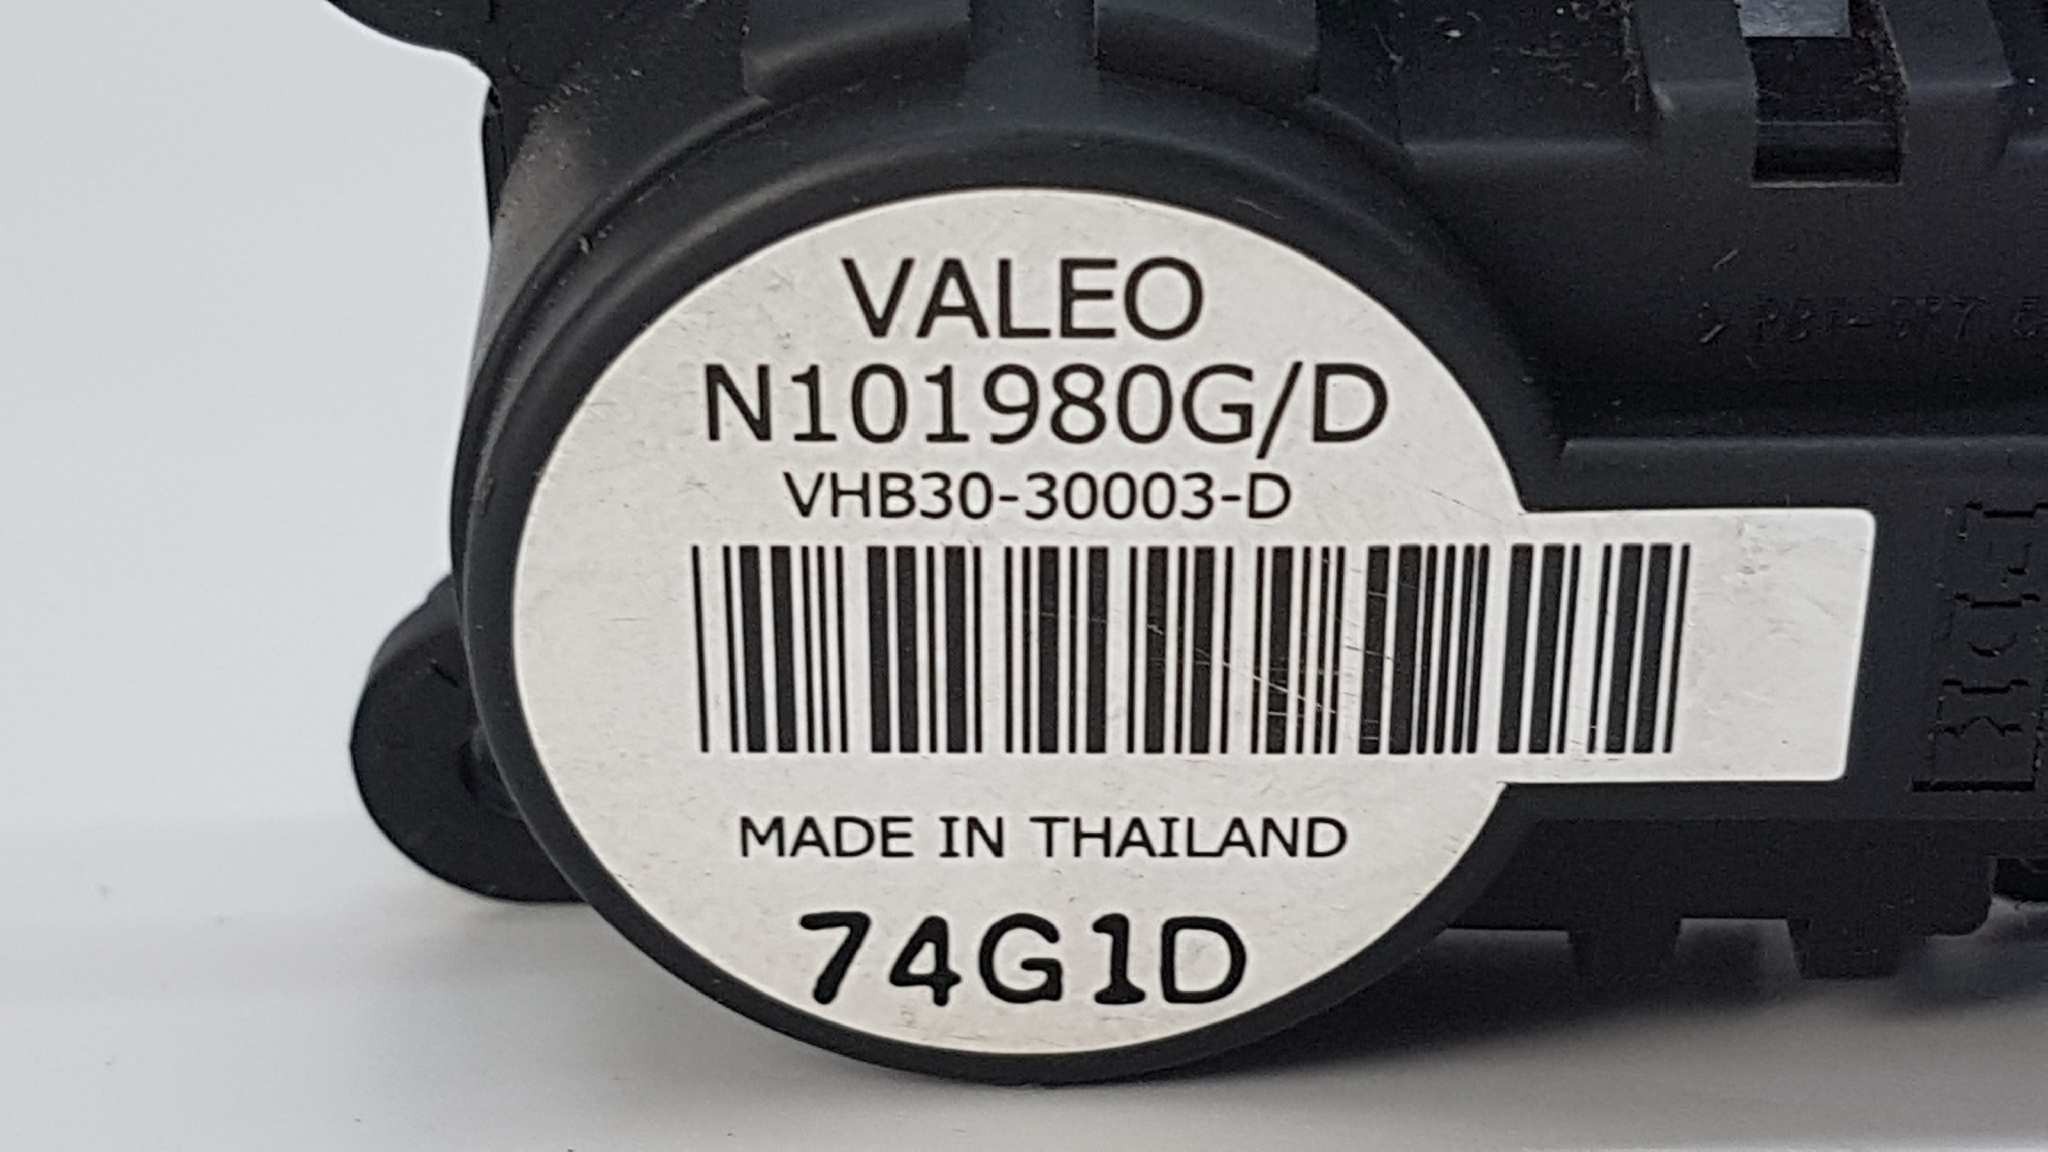 VALEO
N101980G/D
VHB30-30003-D
MADE IN THAILAND
74G1D